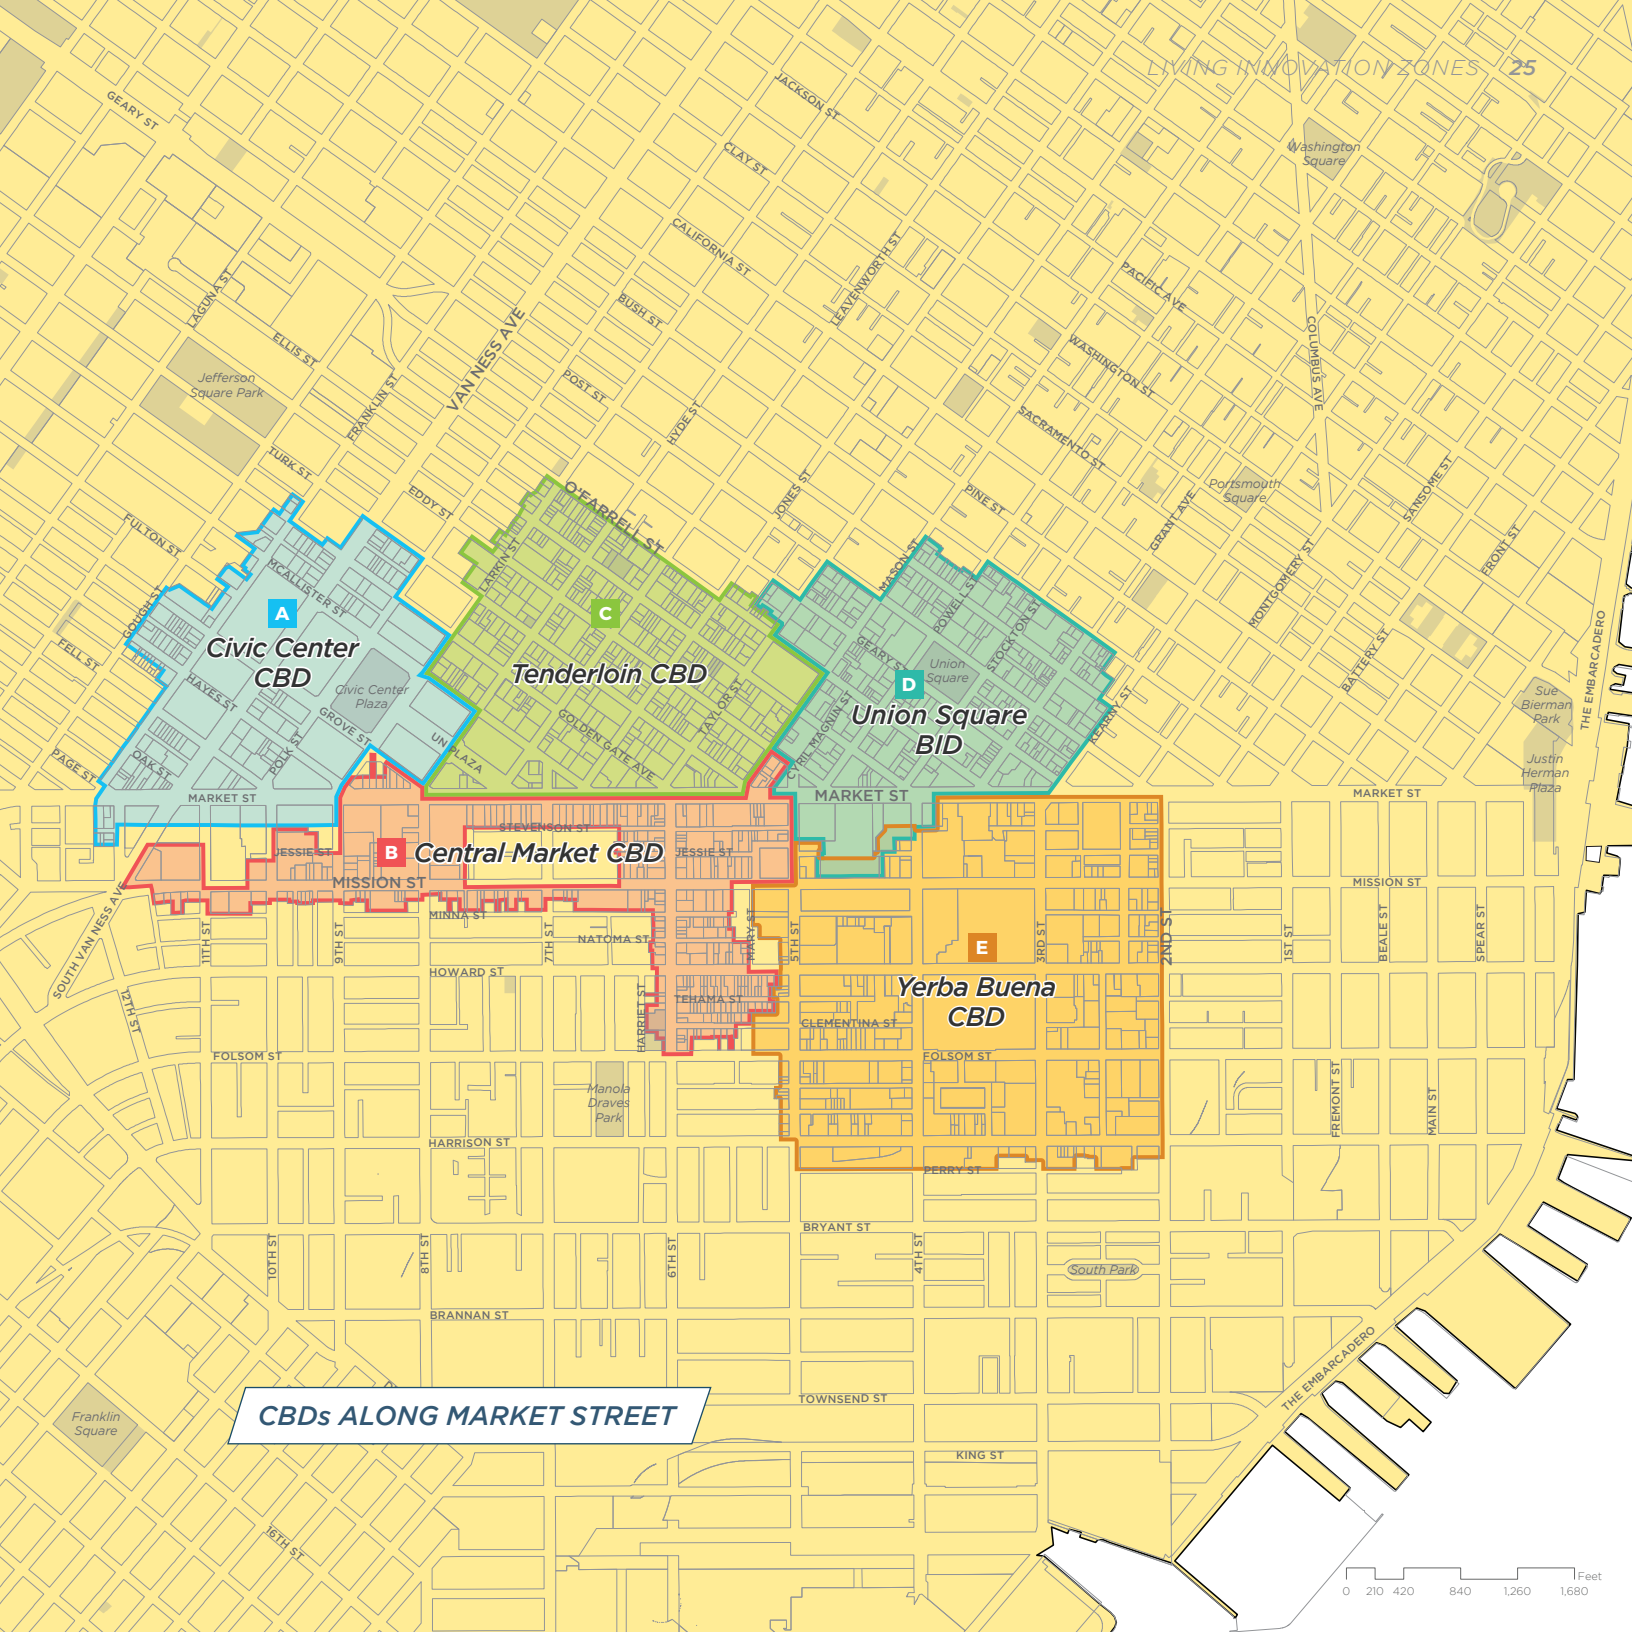 LIVING INNOVATION ZONES 25
JACKSON ST
GEARY ST
CLAY ST
Washington
Square
CALIFORNIA ST
LEAVENWORTH ST
PACIFIC AVE
LAGUNA ST
BUSH ST
VAN NESS AVE
ELLIS ST
COLUMBUS AVE
WASHINGTON ST
Jefferson
Square Park
POST ST
FRANKLIN ST
HYDE ST
SACRAMENTO ST
TURK ST
EDDY ST
O'FARRELL ST
JONES ST
PINE ST
Portsmouth
Square
SANSOME ST
GRANT AVE
FULTON ST
LARKIN ST
MASON ST
FRONT ST
MONTGOMERY ST
MCALLISTER ST
GOUGH ST
A
Civic Center
CBD
C
Tenderloin CBD
POWELL ST
STOCKTON ST
GEARY ST
Union
Square
D
Union Square
BID
FELL ST
HAYES ST
Civic Center
Plaza
GROVE ST
POLK ST
UN PLAZA
GOLDEN GATE AVE
TAYLOR ST
CYRIL MAGNIN ST
KEARNY ST
BATTERY ST
THE EMBARCADERO
Sue
Bierman
Park
Justin
Herman
Plaza
PAGE ST
OAK ST
MARKET ST
MARKET ST
MARKET ST
STEVENSON ST
JESSIE ST
B
Central Market CBD
JESSIE ST
MISSION ST
MISSION ST
SOUTH VAN NESS AVE
MINNA ST
NATOMA ST
MARY ST
11TH ST
9TH ST
7TH ST
5TH ST
3RD ST
2ND ST
1ST ST
BEALE ST
SPEAR ST
E
Yerba Buena
CBD
HOWARD ST
12TH ST
HARRIET ST
TEHAMA ST
CLEMENTINA ST
FOLSOM ST
FOLSOM ST
Manola
Draves
Park
FREMONT ST
MAIN ST
HARRISON ST
PERRY ST
BRYANT ST
10TH ST
8TH ST
6TH ST
4TH ST
South Park
BRANNAN ST
THE EMBARCADERO
TOWNSEND ST
Franklin
Square
CBDs ALONG MARKET STREET
KING ST
16TH ST
Feet
0 210 420 840 1,260 1,680